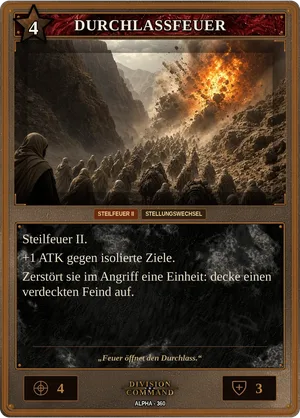 4
DURCHLASSFEUER
STEILFEUER II
STELLUNGSWECHSEL
Steilfeuer II.
+1 ATK gegen isolierte Ziele.
Zerstört sie im Angriff eine Einheit: decke einen
verdeckten Feind auf.
„Feuer öffnet den Durchlass.“
4
DIVISION
COMMAND
3
ALPHA - 360